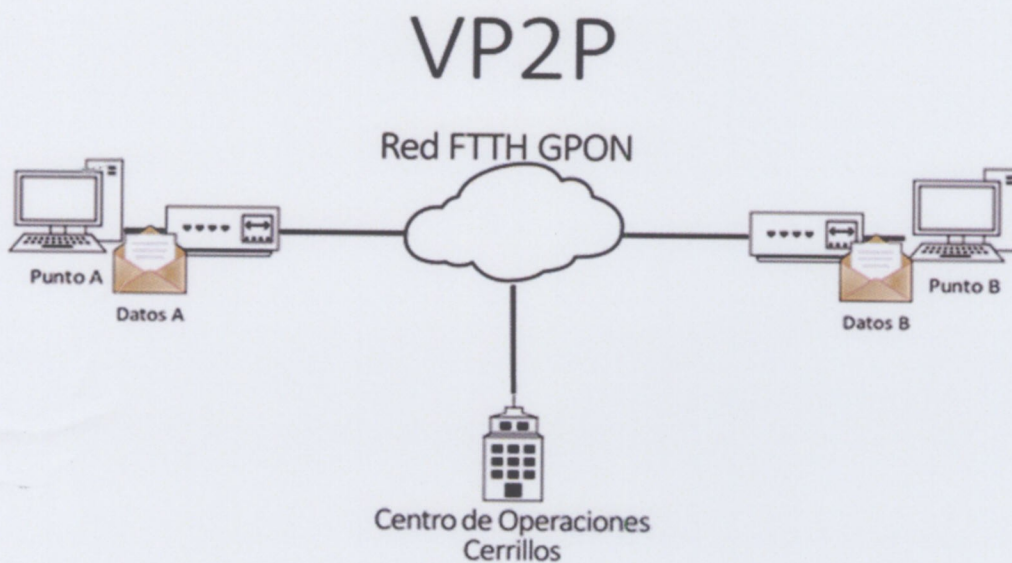 VP2P
Red FTTH GPON
Punto A
Datos A
Punto B
Datos B
Centro de Operaciones
Cerrillos